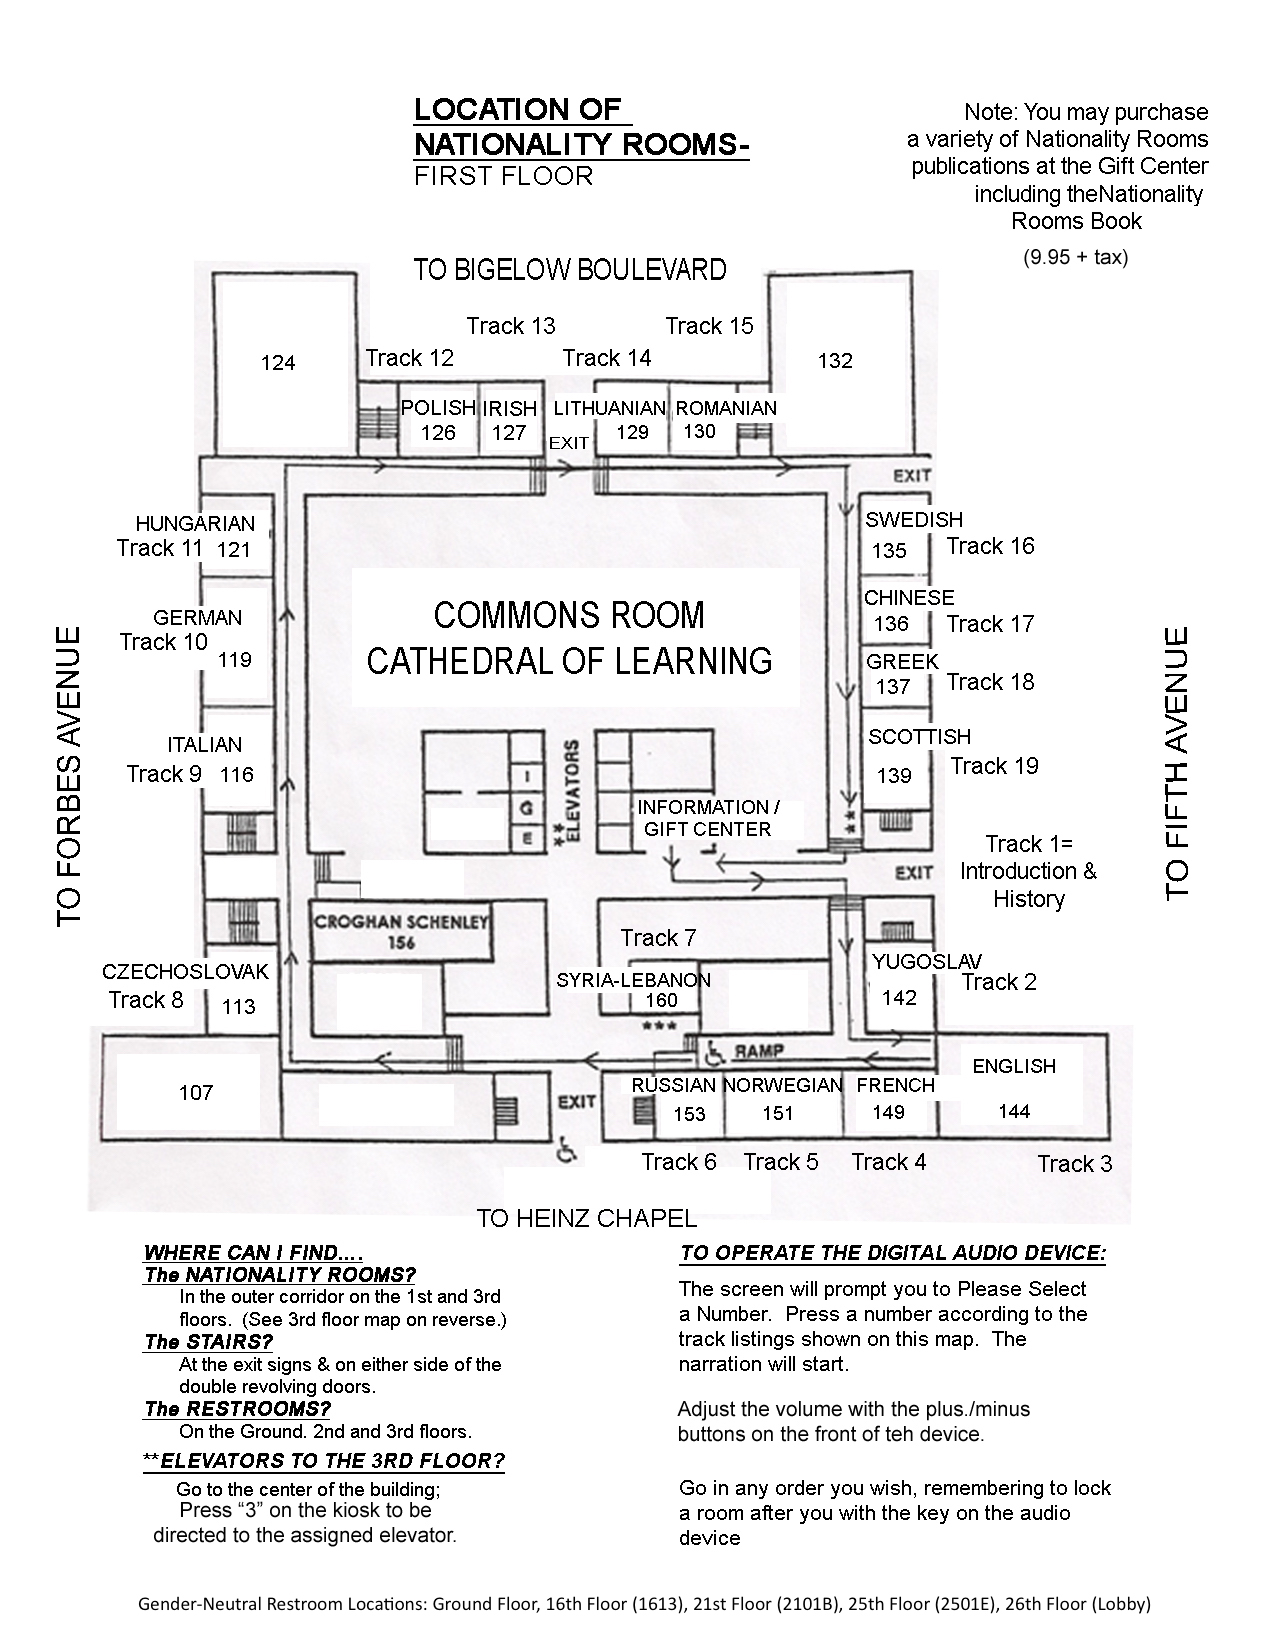 LOCATION OF
NATIONALITY ROOMS-
FIRST FLOOR
Note: You may purchase
a variety of Nationality Rooms
publications at the Gift Center
including theNationality
Rooms Book
(9.95 + tax)
TO BIGELOW BOULEVARD
Track 13
Track 15
Track 12
Track 14
124
132
POLISH
126
IRISH
127
LITHUANIAN
129
ROMANIAN
130
EXIT
EXIT
HUNGARIAN
Track 11 121
SWEDISH
135
Track 16
GERMAN
Track 10
119
CHINESE
136
Track 17
COMMONS ROOM
CATHEDRAL OF LEARNING
GREEK
137
Track 18
TO FORBES AVENUE
TO FIFTH AVENUE
ITALIAN
Track 9 116
SCOTTISH
139
Track 19
I
G
E
**
ELEVATORS
INFORMATION /
GIFT CENTER
**
Track 1=
Introduction &
History
EXIT
CROGHAN SCHENLEY
156
Track 7
SYRIA-LEBANON
160
***
YUGOSLAV
Track 2
142
CZECHOSLOVAK
Track 8
113
RAMP
107
EXIT
RUSSIAN
153
NORWEGIAN
151
FRENCH
149
ENGLISH
144
Track 6
Track 5
Track 4
Track 3
TO HEINZ CHAPEL
WHERE CAN I FIND....
The NATIONALITY ROOMS?
In the outer corridor on the 1st and 3rd
floors. (See 3rd floor map on reverse.)
The STAIRS?
At the exit signs & on either side of the
double revolving doors.
The RESTROOMS?
On the Ground. 2nd and 3rd floors.
**ELEVATORS TO THE 3RD FLOOR?
Go to the center of the building;
Press “3” on the kiosk to be
directed to the assigned elevator.
TO OPERATE THE DIGITAL AUDIO DEVICE:
The screen will prompt you to Please Select
a Number. Press a number according to the
track listings shown on this map. The
narration will start.
Adjust the volume with the plus./minus
buttons on the front of teh device.
Go in any order you wish, remembering to lock
a room after you with the key on the audio
device
Gender-Neutral Restroom Locations: Ground Floor, 16th Floor (1613), 21st Floor (2101B), 25th Floor (2501E), 26th Floor (Lobby)